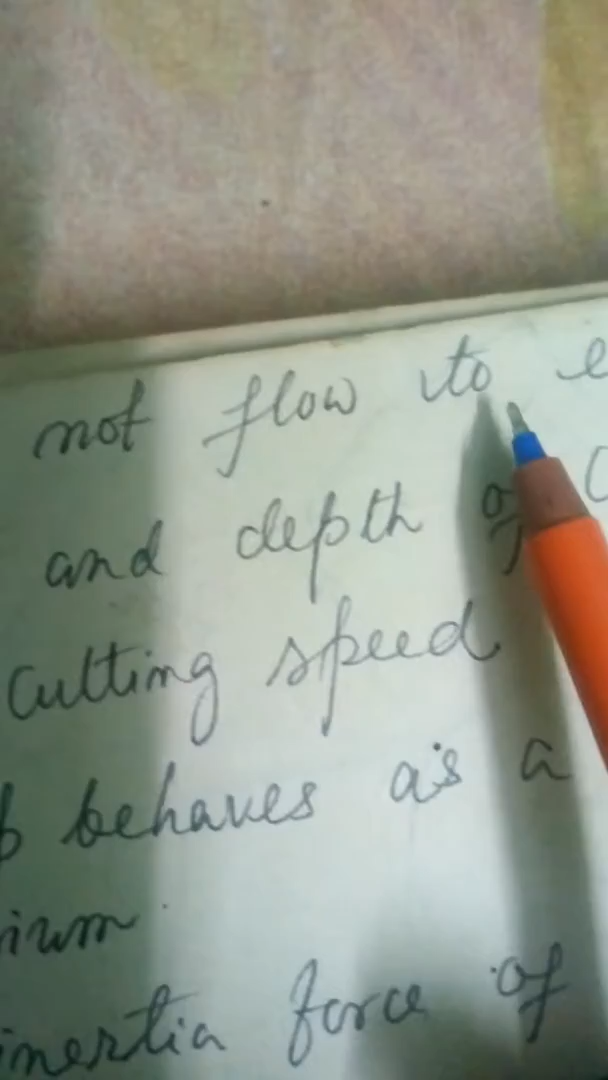 not flow to
and depth of
Cutting speed
behaves as a
inertia force of